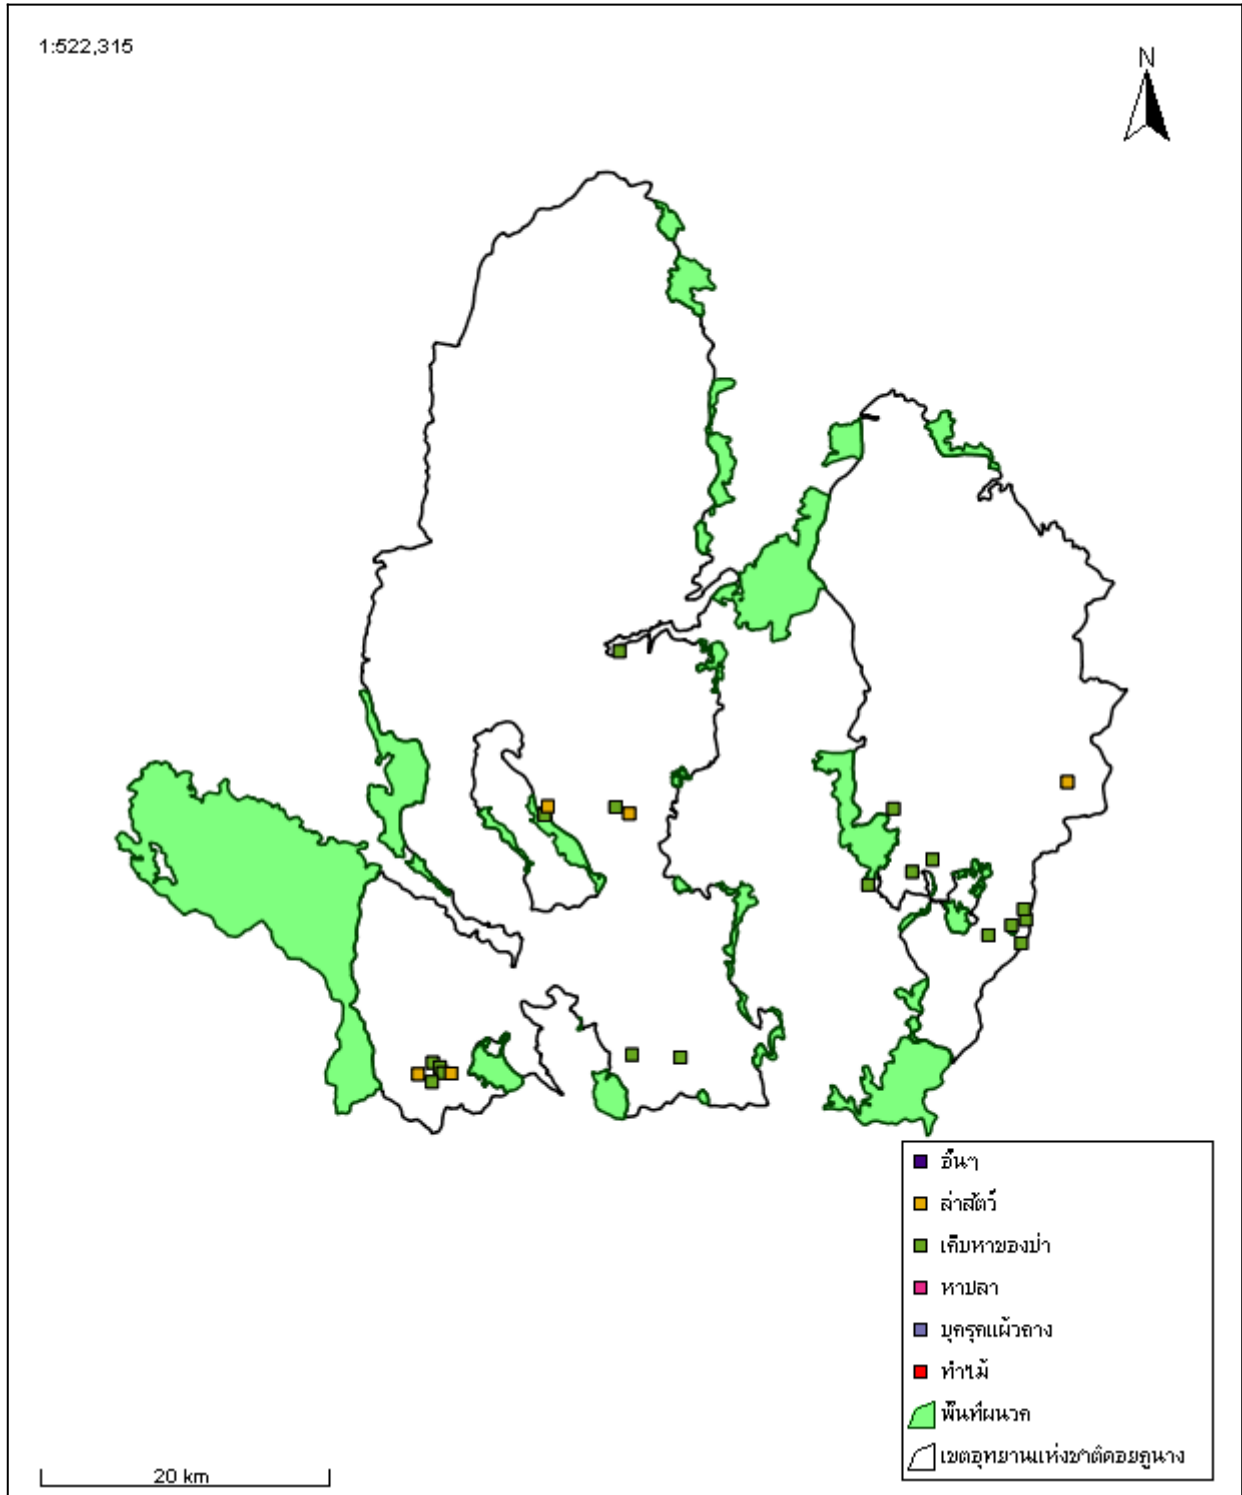 1:522,315
N
อื่นๆ
ล่าสัตว์
เก็บหาของป่า
หาปลา
บุกรุกแผ้วถาง
ทำไม้
พื้นที่ผนวก
เขตอุทยานแห่งชาติดอยภูนาง
20 km